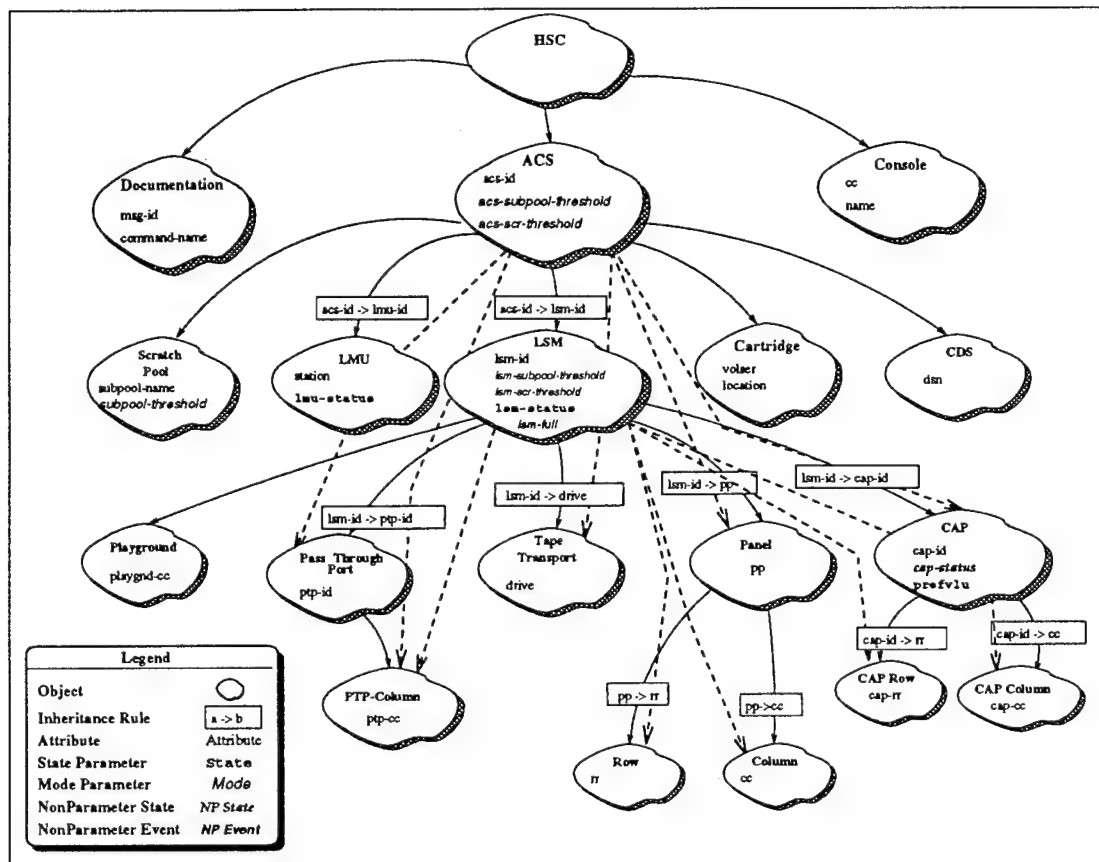 HSC
Documentation
msg-id
command-name
ACS
acs-id
acs-subpool-threshold
acs-scr-threshold
Console
cc
name
acs-id -> lmu-id
acs-id -> lsm-id
Scratch
Pool
subpool-name
subpool-threshold
LMU
station
lmu-status
LSM
lsm-id
lsm-subpool-threshold
lsm-scr-threshold
lsm-status
lsm-full
Cartridge
volser
location
CDS
dsn
lsm-id -> ptp-id
lsm-id -> drive
lsm-id -> pp
lsm-id -> cap-id
Playground
playgnd-cc
Pass Through
Port
ptp-id
Tape
Transport
drive
Panel
pp
CAP
cap-id
cap-status
prefvlu
cap-id -> rr
cap-id -> cc
PTP-Column
ptp-cc
pp -> rr
pp->cc
CAP Row
cap-rr
CAP Column
cap-cc
Row
rr
Column
cc
Legend
Object
Inheritance Rule a -> b
Attribute Attribute
State Parameter State
Mode Parameter Mode
NonParameter State NP State
NonParameter Event NP Event